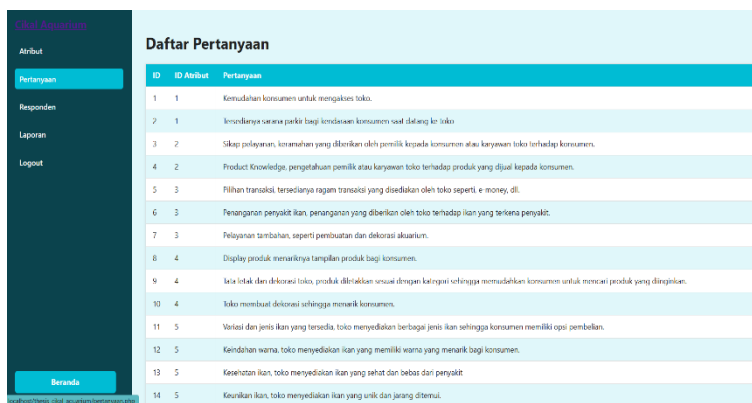 Cikal Aquarium
Atribut
Pertanyaan
Responden
Laporan
Logout
Beranda
localhost/thesis_cikal_aquarium/pertanyaan.php
Daftar Pertanyaan
ID ID Atribut Pertanyaan
1 1 Kemudahan konsumen untuk mengakses toko.
2 1 Tersedianya sarana parkir bagi kendaraan konsumen saat datang ke toko
3 2 Sikap pelayanan, keramahan yang diberikan oleh pemilik kepada konsumen atau karyawan toko terhadap konsumen.
4 2 Product Knowledge, pengetahuan pemilik atau karyawan toko terhadap produk yang dijual kepada konsumen.
5 3 Pilihan transaksi, tersedianya ragam transaksi yang disediakan oleh toko seperti, e-money, dll.
6 3 Penanganan penyakit ikan, penanganan yang diberikan oleh toko terhadap ikan yang terkena penyakit.
7 3 Pelayanan tambahan, seperti pembuatan dan dekorasi akuarium.
8 4 Display produk menariknya tampilan produk bagi konsumen.
9 4 Tata letak dan dekorasi toko, produk diletakkan sesuai dengan kategori sehingga memudahkan konsumen untuk mencari produk yang diinginkan.
10 4 Toko membuat dekorasi sehingga menarik konsumen.
11 5 Variasi dan jenis ikan yang tersedia, toko menyediakan berbagai jenis ikan sehingga konsumen memiliki opsi pembelian.
12 5 Keindahan warna, toko menyediakan ikan yang memiliki warna yang menarik bagi konsumen.
13 5 Kesehatan ikan, toko menyediakan ikan yang sehat dan bebas dari penyakit
14 5 Keunikan ikan, toko menyediakan ikan yang unik dan jarang ditemui.